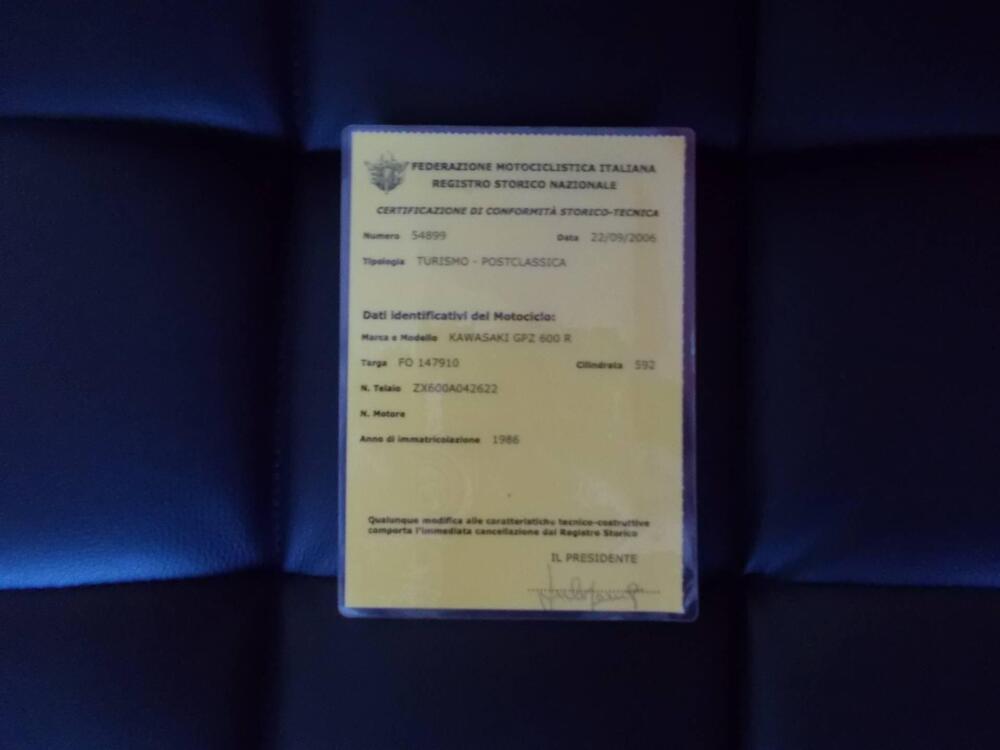 FEDERAZIONE MOTOCICLISTICA ITALIANA
REGISTRO STORICO NAZIONALE
CERTIFICAZIONE DI CONFORMITÀ STORICO-TECNICA
Numero 54899 Data 22/09/2006
Tipologia TURISMO - POSTCLASSICA
Dati identificativi del Motociclo:
Marca e Modello KAWASAKI GPZ 600 R
Targa FO 147910 Cilindrata 592
N. Telaio ZX600A042622
N. Motore
Anno di immatricolazione 1986
Qualunque modifica alle caratteristiche tecnico-costruttive
comporta l'immediata cancellazione dal Registro Storico
IL PRESIDENTE